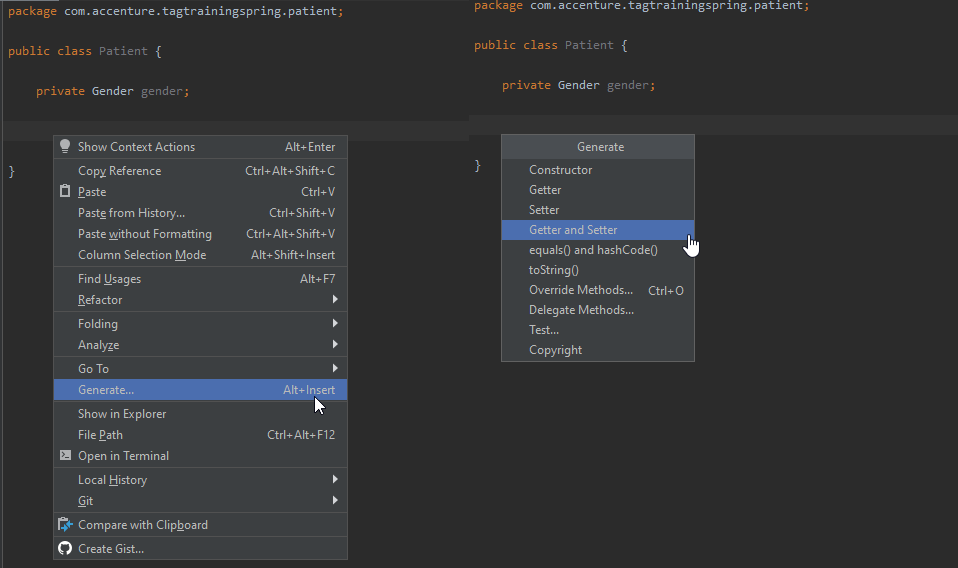 package com.accenture.tagtrainingspring.patient;
public class Patient {
private Gender gender;
}
Show Context Actions Alt+Enter
Copy Reference Ctrl+Alt+Shift+C
Paste Ctrl+V
Paste from History... Ctrl+Shift+V
Paste without Formatting Ctrl+Alt+Shift+V
Column Selection Mode Alt+Shift+Insert
Find Usages Alt+F7
Refactor
Folding
Analyze
Go To
Generate... Alt+Insert
Show in Explorer
File Path Ctrl+Alt+F12
Open in Terminal
Local History
Git
Compare with Clipboard
Create Gist...
package com.accenture.tagtrainingspring.patient;
public class Patient {
private Gender gender;
}
Generate
Constructor
Getter
Setter
Getter and Setter
equals() and hashCode()
toString()
Override Methods... Ctrl+O
Delegate Methods...
Test...
Copyright